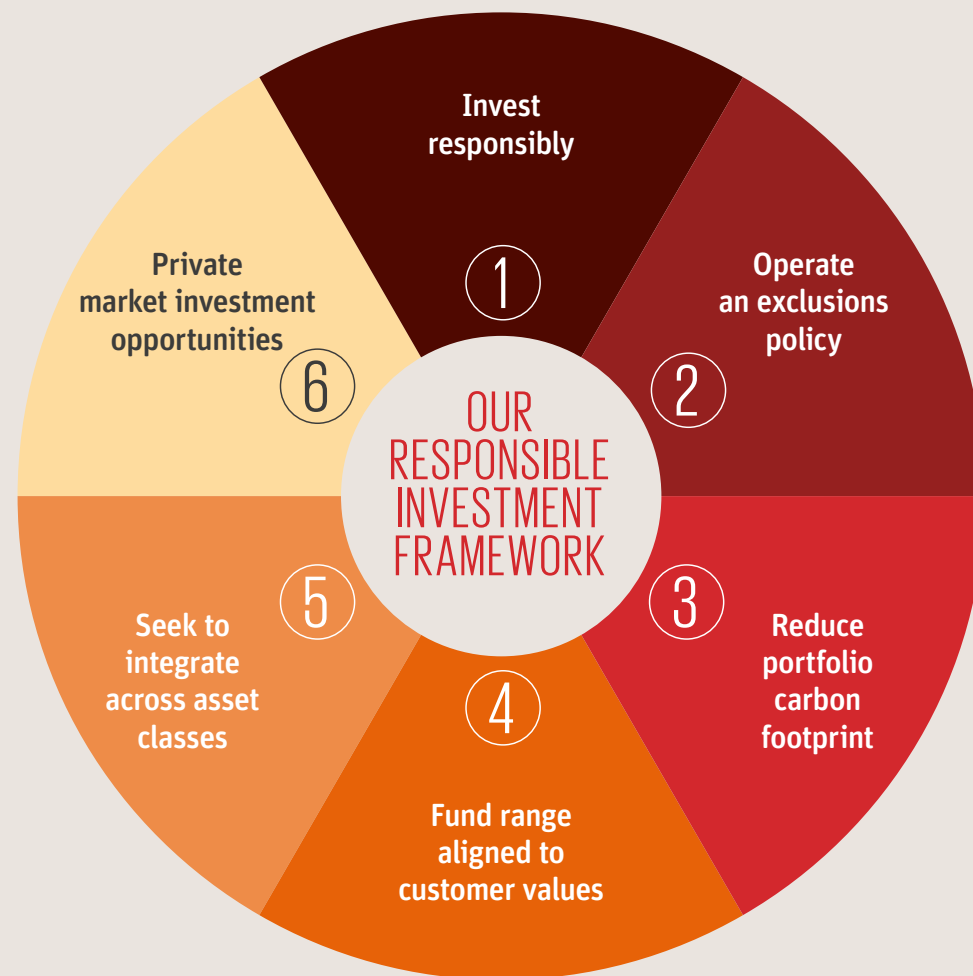 OUR
RESPONSIBLE
INVESTMENT
FRAMEWORK
Invest
responsibly
1
Operate
an exclusions
policy
2
3
Reduce
portfolio
carbon
footprint
4
Fund range
aligned to
customer values
5
Seek to
integrate
across asset
classes
Private
market investment
opportunities
6